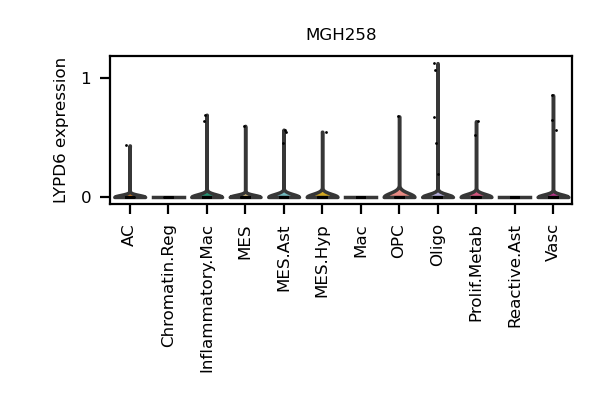 MGH258
LYPD6 expression
1
0
AC
Chromatin.Reg
Inflammatory.Mac
MES
MES.Ast
MES.Hyp
Mac
OPC
Oligo
Prolif.Metab
Reactive.Ast
Vasc